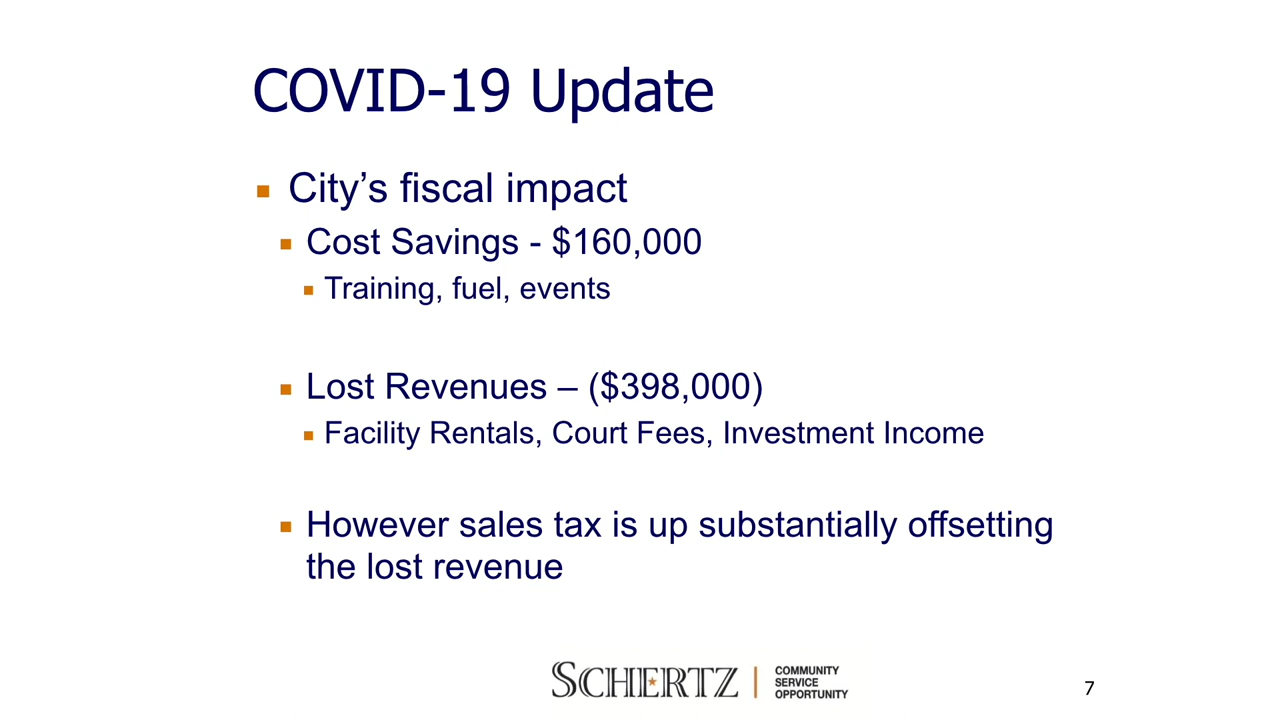 COVID-19 Update
City’s fiscal impact
Cost Savings - $160,000
Training, fuel, events
Lost Revenues – ($398,000)
Facility Rentals, Court Fees, Investment Income
However sales tax is up substantially offsetting
the lost revenue
SCHERTZ
COMMUNITY
SERVICE
OPPORTUNITY
7